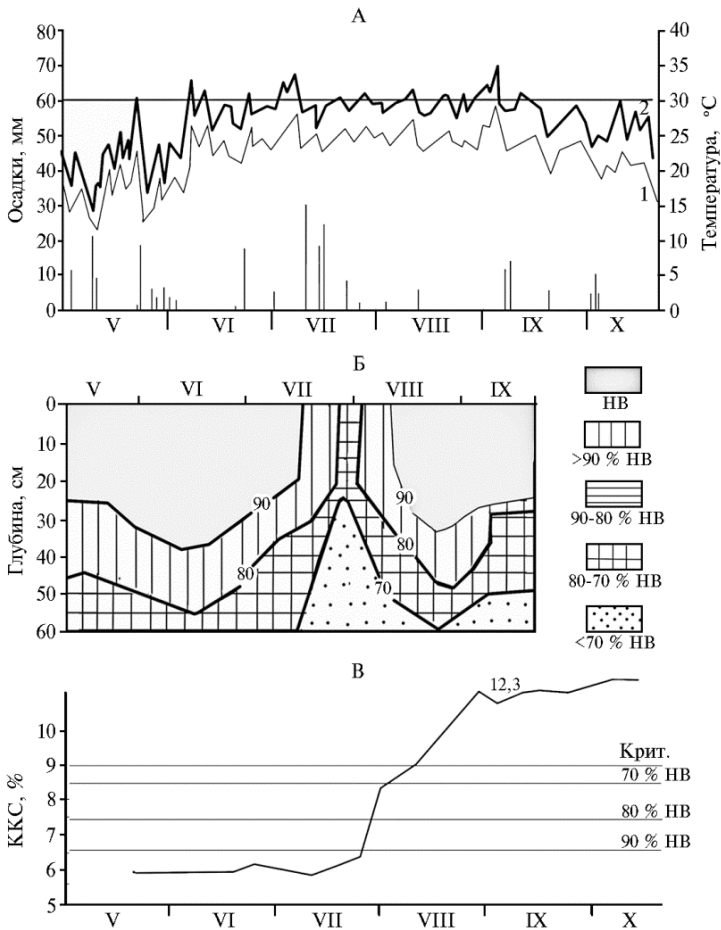 А
Осадки, мм
80
70
60
50
40
30
20
10
0
40
35
30
25
20
15
10
5
0
Температура, °С
2
1
V VI VII VIII IX X
Б
V VI VII VIII IX
Глубина, см
0
10
20
30
40
50
60
90
80
90
80
70
НВ
>90 % НВ
90-80 % НВ
80-70 % НВ
<70 % НВ
В
ККС, %
10
9
8
7
6
5
12,3
Крит.
70 % НВ
80 % НВ
90 % НВ
V VI VII VIII IX X